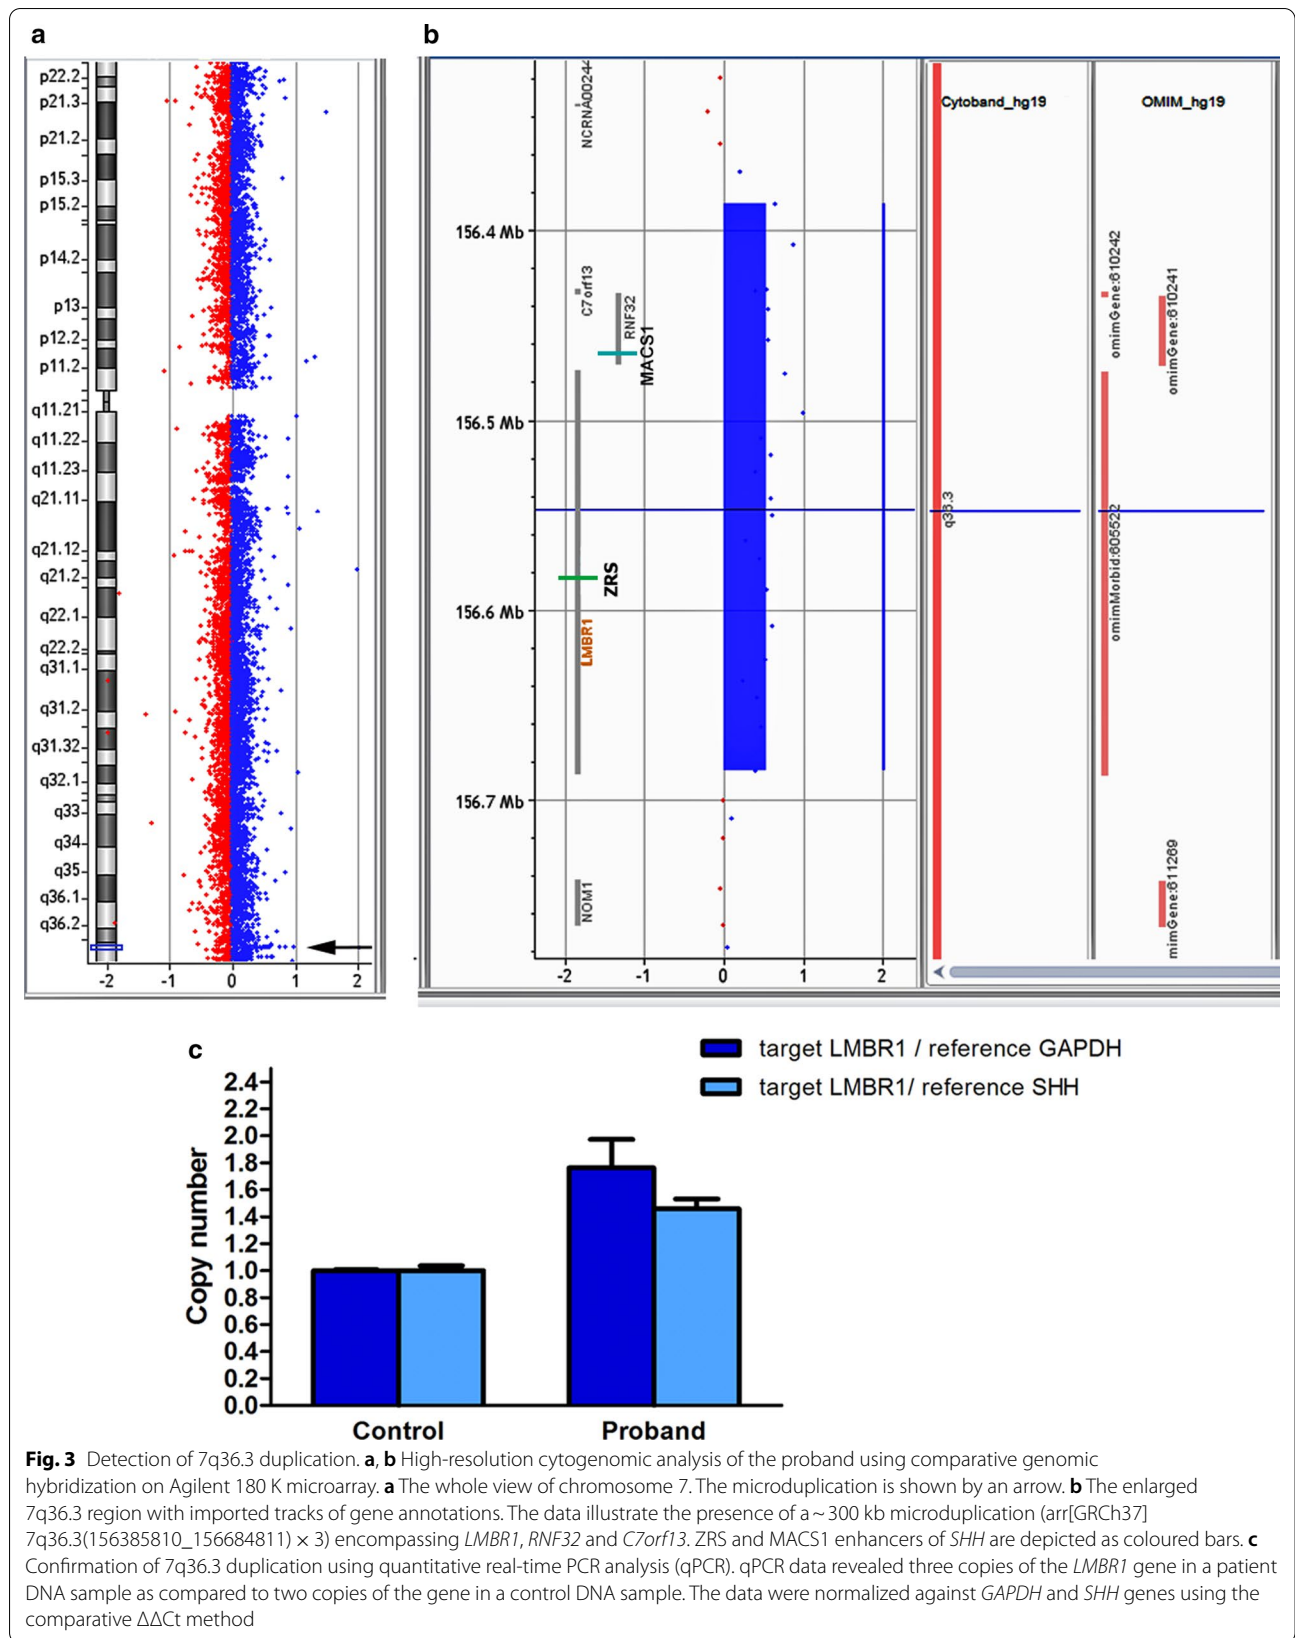 a
b
p22.2
p21.3
p21.2
p15.3
p15.2
p14.2
p13
p12.2
p11.2
q11.21
q11.22
q11.23
q21.11
q21.12
q21.2
q22.1
q22.2
q31.1
q31.2
q31.32
q32.1
q33
q34
q35
q36.1
q36.2
-2 -1 0 1 2
NCRNA00244
156.4 Mb
C7orf13
RNF32
MACS1
156.5 Mb
ZRS
156.6 Mb
LMBR1
156.7 Mb
NOM1
-2 -1 0 1 2
Cytoband_hg19
q36.3
OMIM_hg19
omimGene:610242
omimGene:610241
omimMorbid:605522
mimGene:611269
c
target LMBR1 / reference GAPDH
target LMBR1/ reference SHH
Copy number
2.4
2.2
2.0
1.8
1.6
1.4
1.2
1.0
0.8
0.6
0.4
0.2
0.0
Control Proband
Fig. 3 Detection of 7q36.3 duplication. a, b High-resolution cytogenomic analysis of the proband using comparative genomic
hybridization on Agilent 180 K microarray. a The whole view of chromosome 7. The microduplication is shown by an arrow. b The enlarged
7q36.3 region with imported tracks of gene annotations. The data illustrate the presence of a ~ 300 kb microduplication (arr[GRCh37]
7q36.3(156385810_156684811) × 3) encompassing LMBR1, RNF32 and C7orf13. ZRS and MACS1 enhancers of SHH are depicted as coloured bars. c
Confirmation of 7q36.3 duplication using quantitative real-time PCR analysis (qPCR). qPCR data revealed three copies of the LMBR1 gene in a patient
DNA sample as compared to two copies of the gene in a control DNA sample. The data were normalized against GAPDH and SHH genes using the
comparative ΔΔCt method